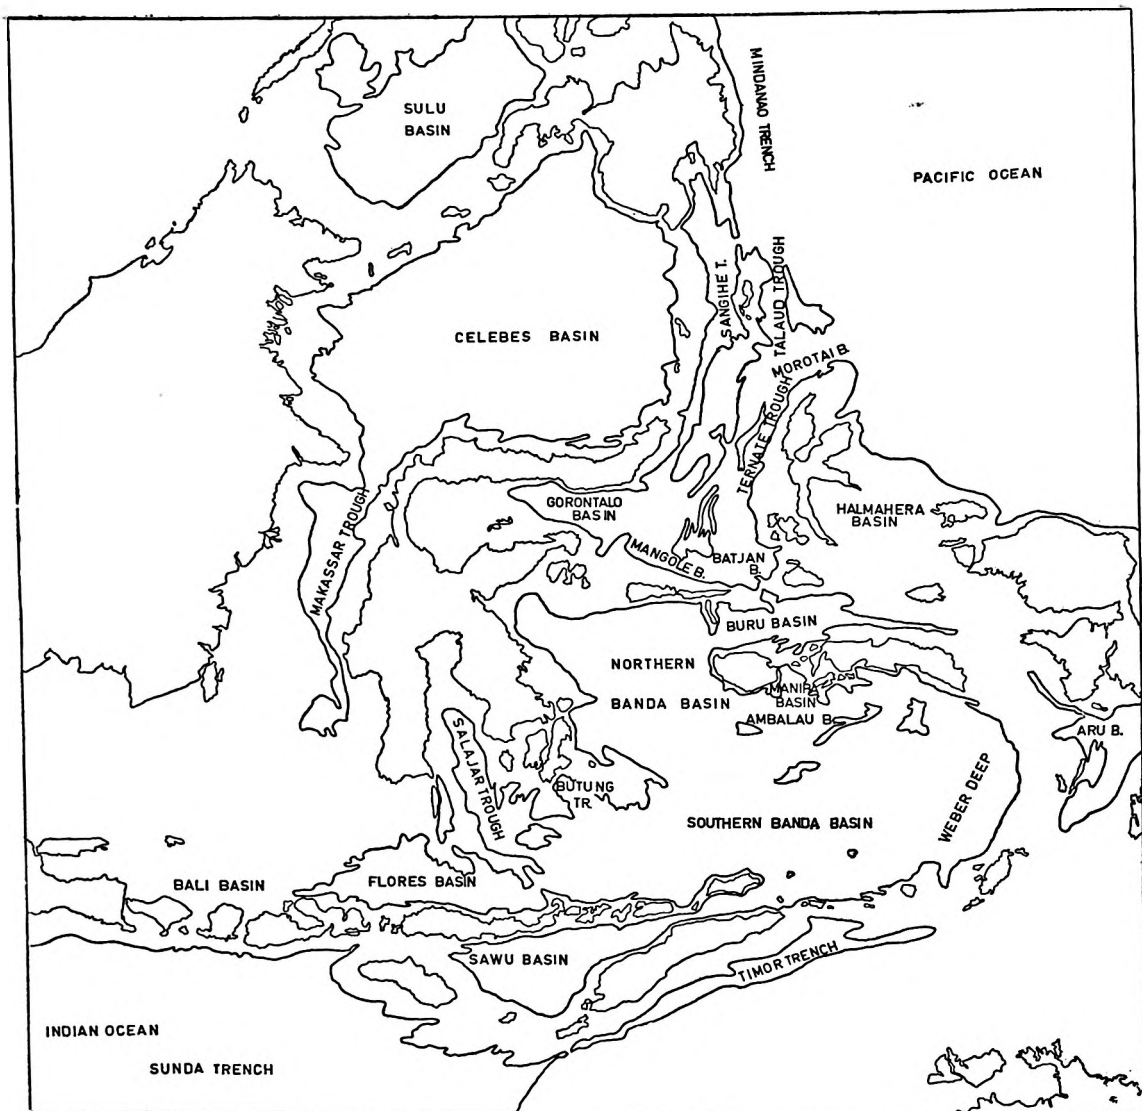 SULU
BASIN
MINDANAO TRENCH
PACIFIC OCEAN
SANGIHE T.
TALAUD TROUGH
CELEBES BASIN
MOROTAI B.
TERNATE TROUGH
MAKASSAR TROUGH
GORONTALO
BASIN
HALMAHERA
BASIN
MANGOLE B.
BATJAN
B.
BURU BASIN
NORTHERN
BANDA BASIN
MANIPA
BASIN
AMBALAU B.
ARU B.
SALAJAR TROUGH
BUTUNG
TR.
WEBER DEEP
SOUTHERN BANDA BASIN
BALI BASIN
FLORES BASIN
SAWU BASIN
TIMOR TRENCH
INDIAN OCEAN
SUNDA TRENCH